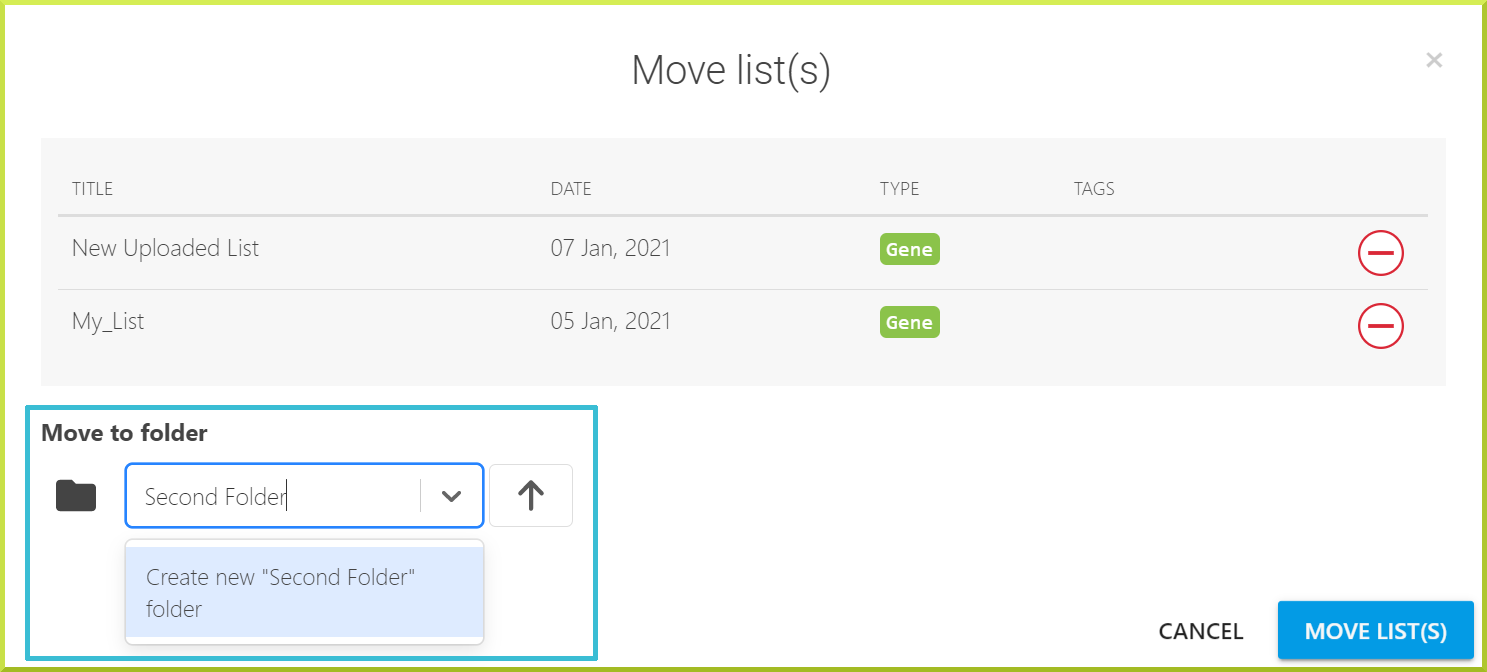 Move list(s)
×
TITLE DATE TYPE TAGS
New Uploaded List 07 Jan, 2021 Gene
My_List 05 Jan, 2021 Gene
Move to folder
Second Folder
Create new "Second Folder"
folder
CANCEL MOVE LIST(S)